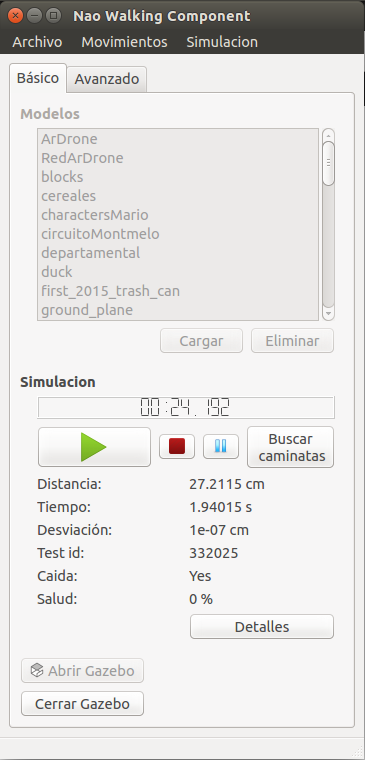 Nao Walking Component
Archivo Movimientos Simulacion
Básico Avanzado
Modelos
ArDrone
RedArDrone
blocks
cereales
charactersMario
circuitoMontmelo
departamental
duck
first_2015_trash_can
ground_plane
Cargar Eliminar
Simulacion
00:24.192
Buscar
caminatas
Distancia: 27.2115 cm
Tiempo: 1.94015 s
Desviación: 1e-07 cm
Test id: 332025
Caida: Yes
Salud: 0 %
Detalles
Abrir Gazebo
Cerrar Gazebo